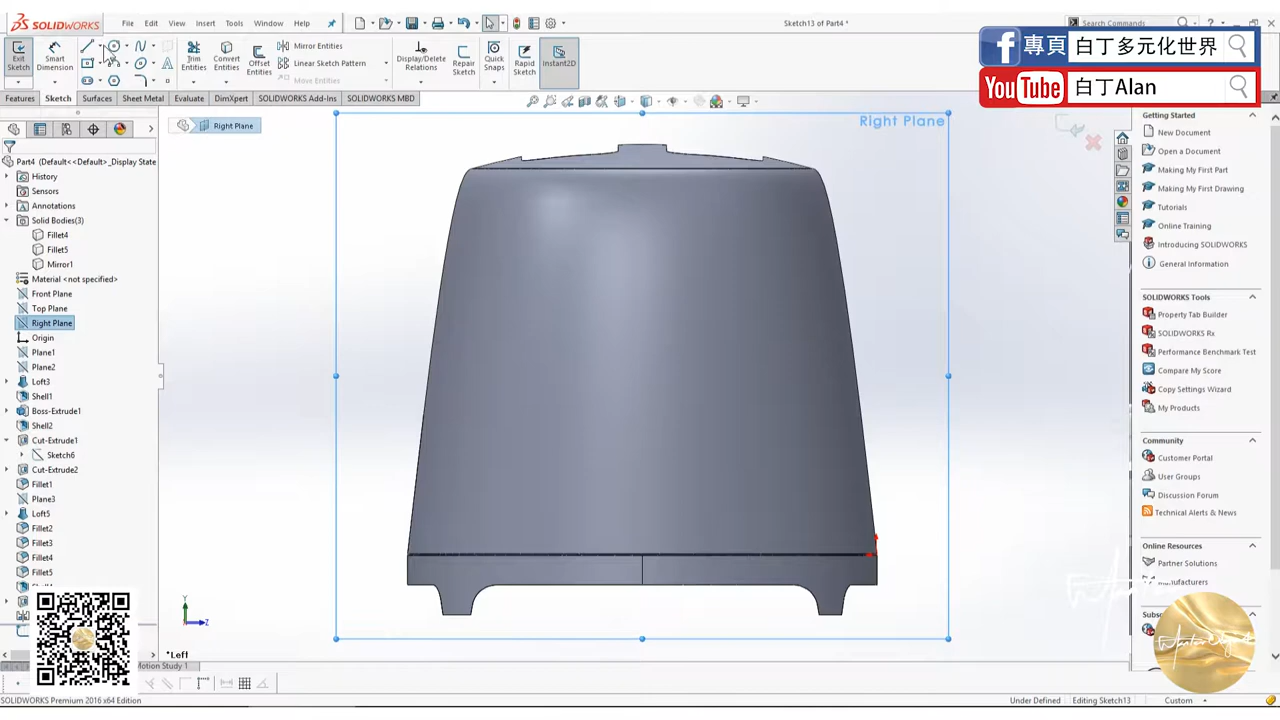 SOLIDWORKS
File
Edit
View
Insert
Tools
Window
Help
Sketch13 of Part4 *
Search Commands
Exit Sketch
Smart Dimension
Trim Entities
Convert Entities
Offset Entities
Mirror Entities
Linear Sketch Pattern
Move Entities
Display/Delete Relations
Repair Sketch
Quick Snaps
Rapid Sketch
Instant2D
專頁 白丁多元化世界
YouTube 白丁Alan
Features
Sketch
Surfaces
Sheet Metal
Evaluate
DimXpert
SOLIDWORKS Add-Ins
SOLIDWORKS MBD
Right Plane
Right Plane
Part4 (Default<<Default>_Display State
History
Sensors
Annotations
Solid Bodies(3)
Fillet4
Fillet5
Mirror1
Material <not specified>
Front Plane
Top Plane
Right Plane
Origin
Plane1
Plane2
Loft3
Shell1
Boss-Extrude1
Shell2
Cut-Extrude1
Sketch6
Cut-Extrude2
Fillet1
Plane3
Loft5
Fillet2
Fillet3
Fillet4
Fillet5
Y
Z
*Left
Getting Started
New Document
Open a Document
Making My First Part
Making My First Drawing
Tutorials
Online Training
Introducing SOLIDWORKS
General Information
SOLIDWORKS Tools
Property Tab Builder
SOLIDWORKS Rx
Performance Benchmark Test
Compare My Score
Copy Settings Wizard
My Products
Community
Customer Portal
User Groups
Discussion Forum
Technical Alerts & News
Online Resources
Partner Solutions
Manufacturers
Motion Study 1
SOLIDWORKS Premium 2016 x64 Edition
Under Defined
Editing Sketch13
Custom